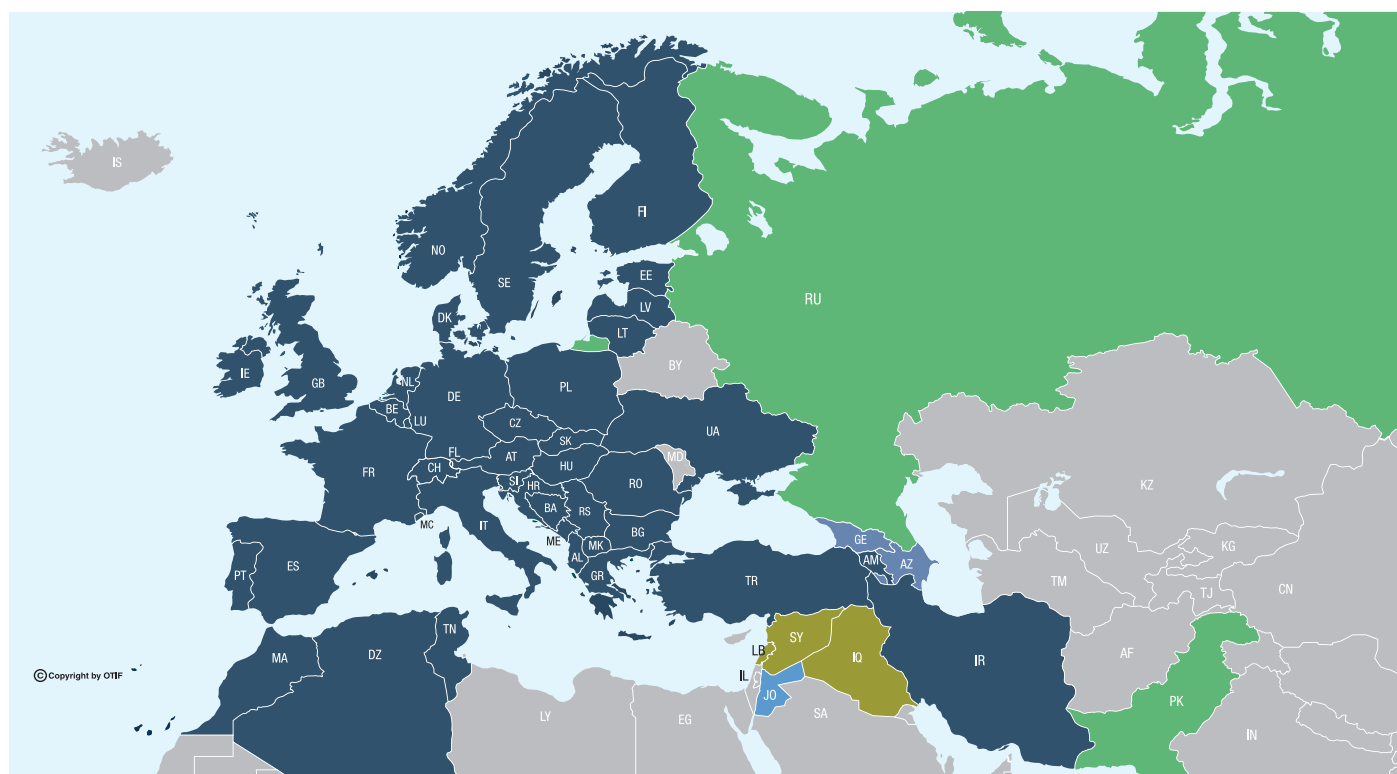 IS
FI
NO
SE
EE
RU
LV
DK
LT
BY
IE
GB
NL
DE
PL
BE
LU
CZ
UA
SK
FL
AT
MD
FR
CH
HU
SI
HR
RO
KZ
BA
RS
MC
IT
BG
ME
GE
UZ
KG
MK
AL
AM
AZ
PT
ES
GR
TR
TM
TJ
CN
TN
MA
DZ
SY
LB
IQ
IR
AF
IL
© Copyright by OTIF
JO
PK
LY
EG
SA
IN